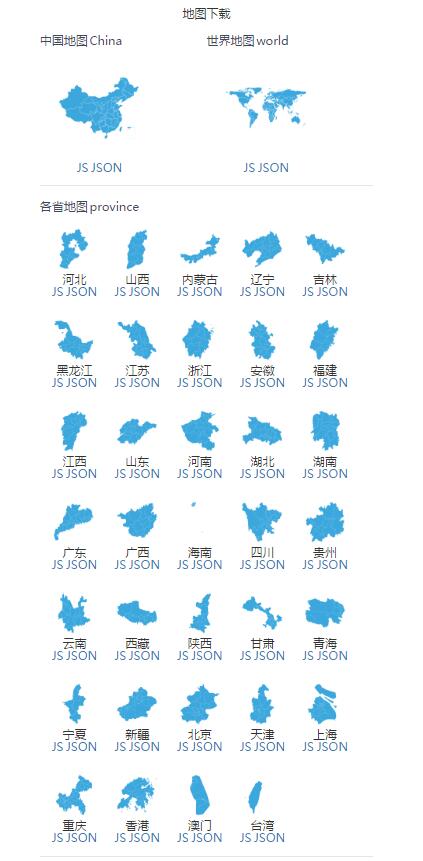 地图下载
中国地图 China 世界地图 world
JS JSON JS JSON
各省地图 province
河北 山西 内蒙古 辽宁 吉林
JS JSON JS JSON JS JSON JS JSON JS JSON
黑龙江 江苏 浙江 安徽 福建
JS JSON JS JSON JS JSON JS JSON JS JSON
江西 山东 河南 湖北 湖南
JS JSON JS JSON JS JSON JS JSON JS JSON
广东 广西 海南 四川 贵州
JS JSON JS JSON JS JSON JS JSON JS JSON
云南 西藏 陕西 甘肃 青海
JS JSON JS JSON JS JSON JS JSON JS JSON
宁夏 新疆 北京 天津 上海
JS JSON JS JSON JS JSON JS JSON JS JSON
重庆 香港 澳门 台湾
JS JSON JS JSON JS JSON JS JSON